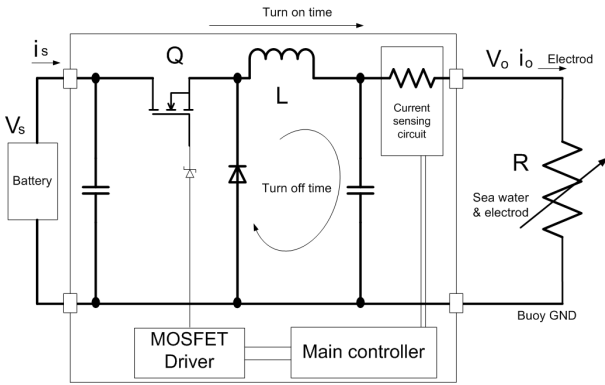 Turn on time
is
Q
Vo io Electrod
L
Current
sensing
circuit
Vs
Battery
Turn off time
R
Sea water
& electrod
Buoy GND
MOSFET
Driver
Main controller